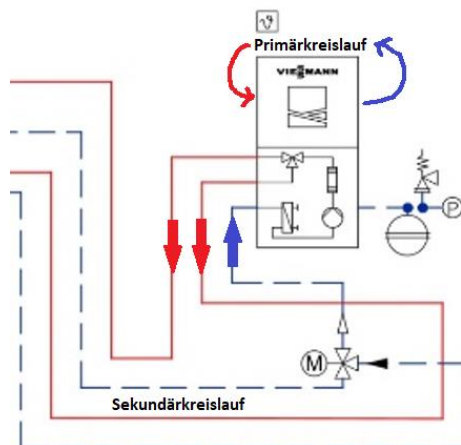 ϑ
Primärkreislauf
VIESMANN
P
M
Sekundärkreislauf